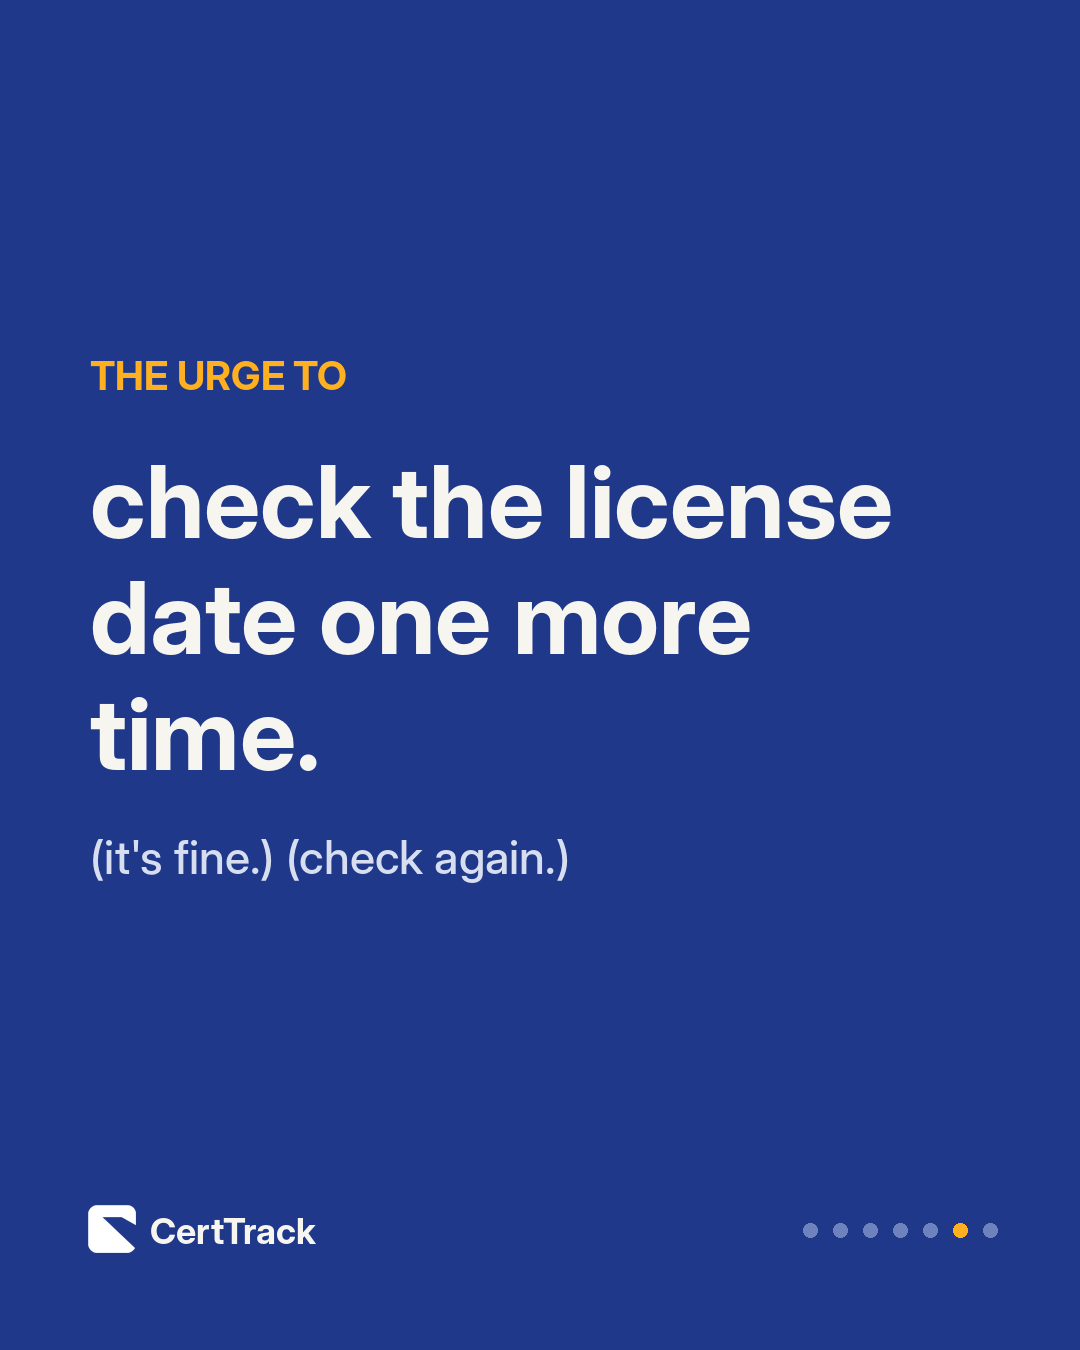 THE URGE TO
check the license
date one more
time.
(it's fine.) (check again.)
CertTrack